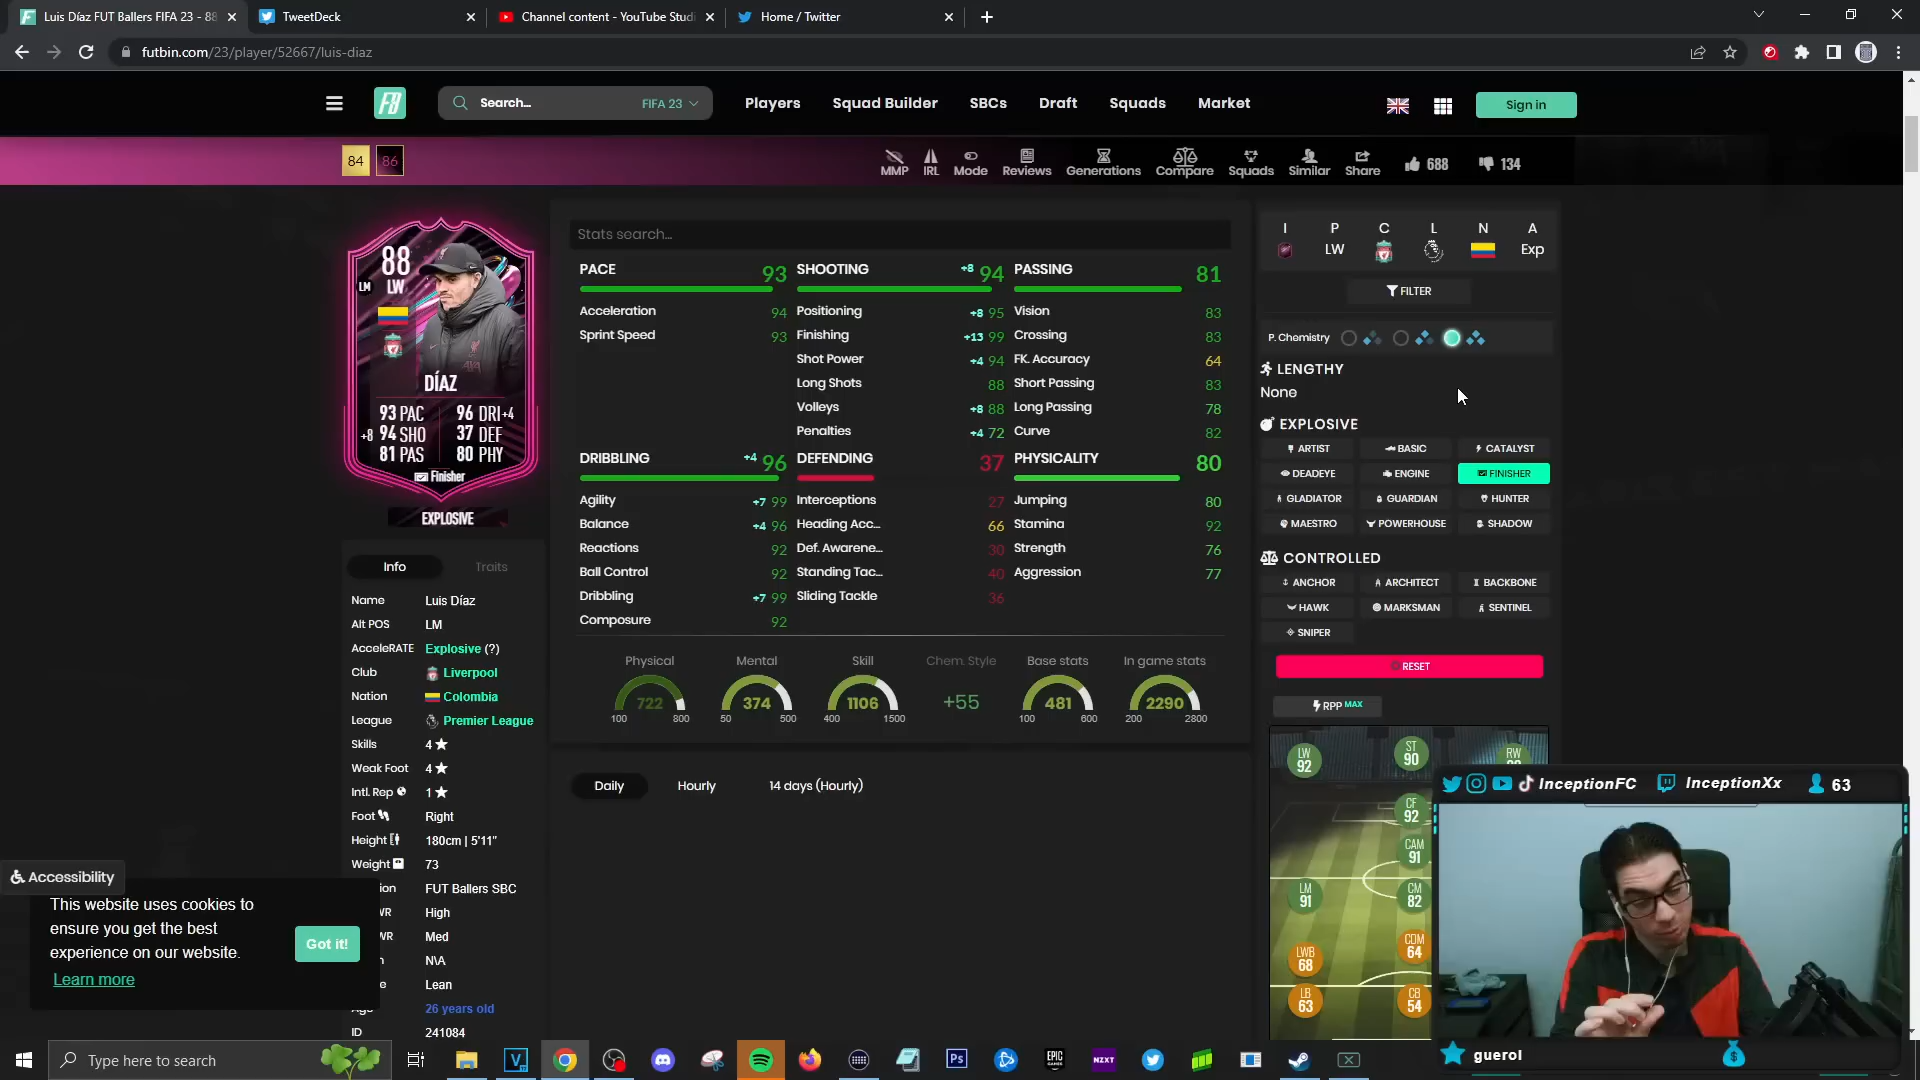 Luis Díaz FUT Ballers FIFA 23 - 88
TweetDeck
Channel content - YouTube Studi
Home / Twitter
futbin.com/23/player/52667/luis-diaz
FB
Search...
FIFA 23
Players
Squad Builder
SBCs
Draft
Squads
Market
Sign in
84
86
MMP
IRL
Mode
Reviews
Generations
Compare
Squads
Similar
Share
688
134
88
LW
LM
DÍAZ
93 PAC
96 DRI+4
+8 94 SHO
37 DEF
81 PAS
80 PHY
Finisher
EXPLOSIVE
Stats search...
PACE 93
Acceleration 94
Sprint Speed 93
SHOOTING +8 94
Positioning +8 95
Finishing +13 99
Shot Power +4 94
Long Shots 88
Volleys +8 88
Penalties +4 72
PASSING 81
Vision 83
Crossing 83
FK. Accuracy 64
Short Passing 83
Long Passing 78
Curve 82
DRIBBLING +4 96
Agility +7 99
Balance +4 96
Reactions 92
Ball Control 92
Dribbling +7 99
Composure 92
DEFENDING 37
Interceptions 27
Heading Acc... 66
Def. Awarene... 30
Standing Tac... 40
Sliding Tackle 36
PHYSICALITY 80
Jumping 80
Stamina 92
Strength 76
Aggression 77
Physical
722
100 800
Mental
374
50 500
Skill
1106
400 1500
Chem. Style
+55
Base stats
481
100 600
In game stats
2290
200 2800
Daily
Hourly
14 days (Hourly)
I P C L N A
LW
Exp
FILTER
P. Chemistry
LENGTHY
None
EXPLOSIVE
ARTIST
BASIC
CATALYST
DEADEYE
ENGINE
FINISHER
GLADIATOR
GUARDIAN
HUNTER
MAESTRO
POWERHOUSE
SHADOW
CONTROLLED
ANCHOR
ARCHITECT
BACKBONE
HAWK
MARKSMAN
SENTINEL
SNIPER
RESET
RPP MAX
LW
92
ST
90
RW
CF
92
CAM
91
LM
91
CM
82
CDM
64
LWB
68
LB
63
CB
54
Info
Traits
Name Luis Díaz
Alt POS LM
AcceleRATE Explosive (?)
Club Liverpool
Nation Colombia
League Premier League
Skills 4
Weak Foot 4
Intl. Rep 1
Foot Right
Height 180cm | 5'11"
Weight 73
FUT Ballers SBC
High
Med
N\A
Lean
26 years old
ID 241084
Accessibility
This website uses cookies to
ensure you get the best
experience on our website.
Learn more
Got it!
InceptionFC
InceptionXx
63
guerol
Type here to search
V
Ps
EPIC
GAMES
NZXT